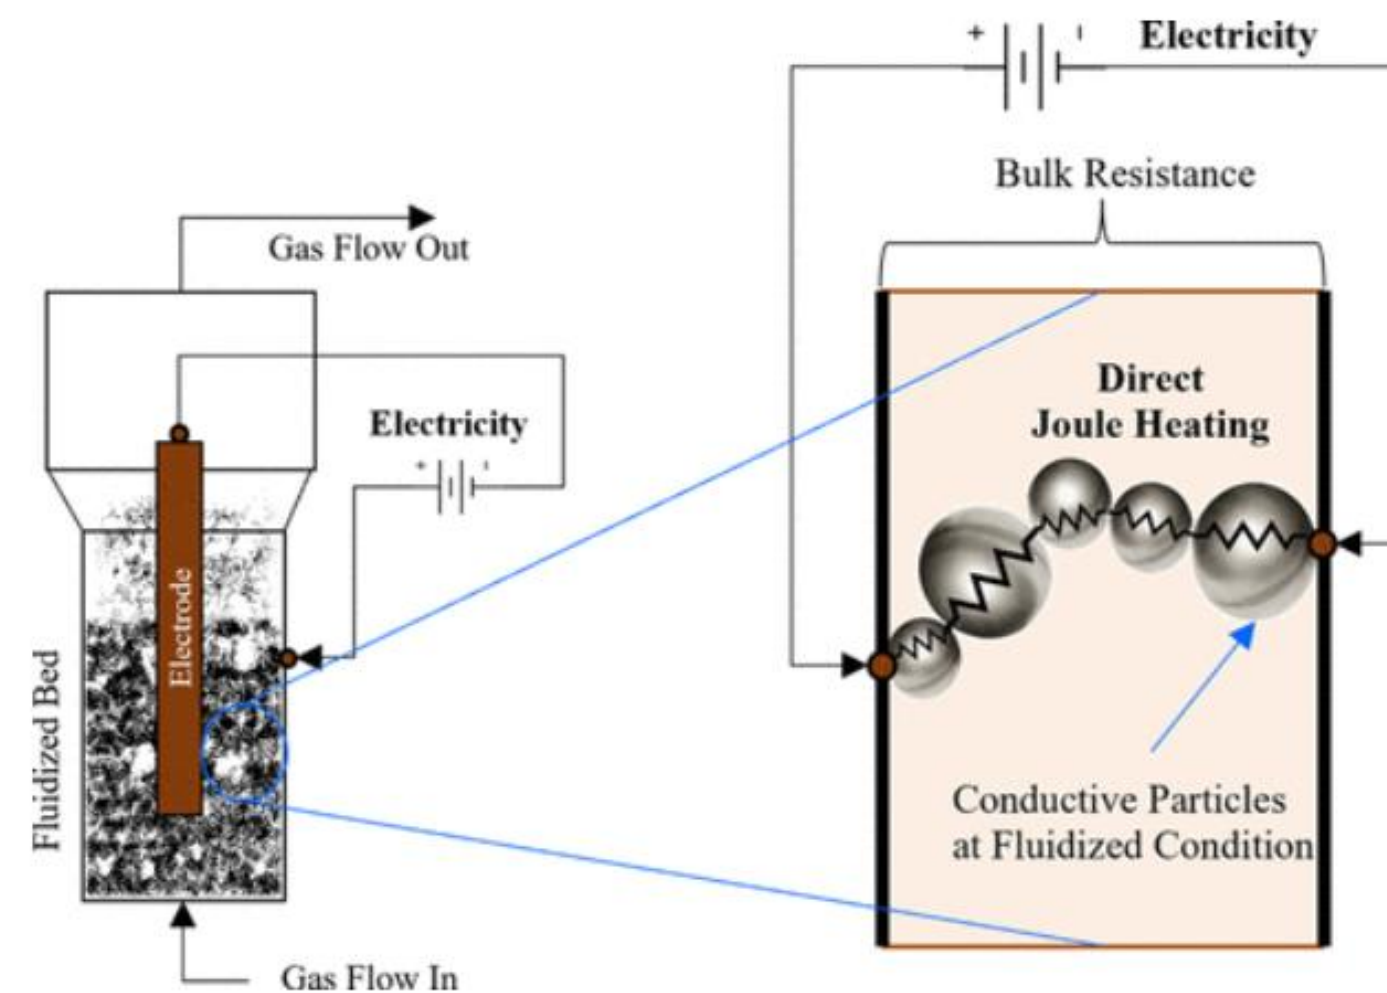 + - Electricity
Bulk Resistance
Gas Flow Out
Direct
Joule Heating
Electricity
+ -
Electrode
Fluidized Bed
Conductive Particles
at Fluidized Condition
Gas Flow In